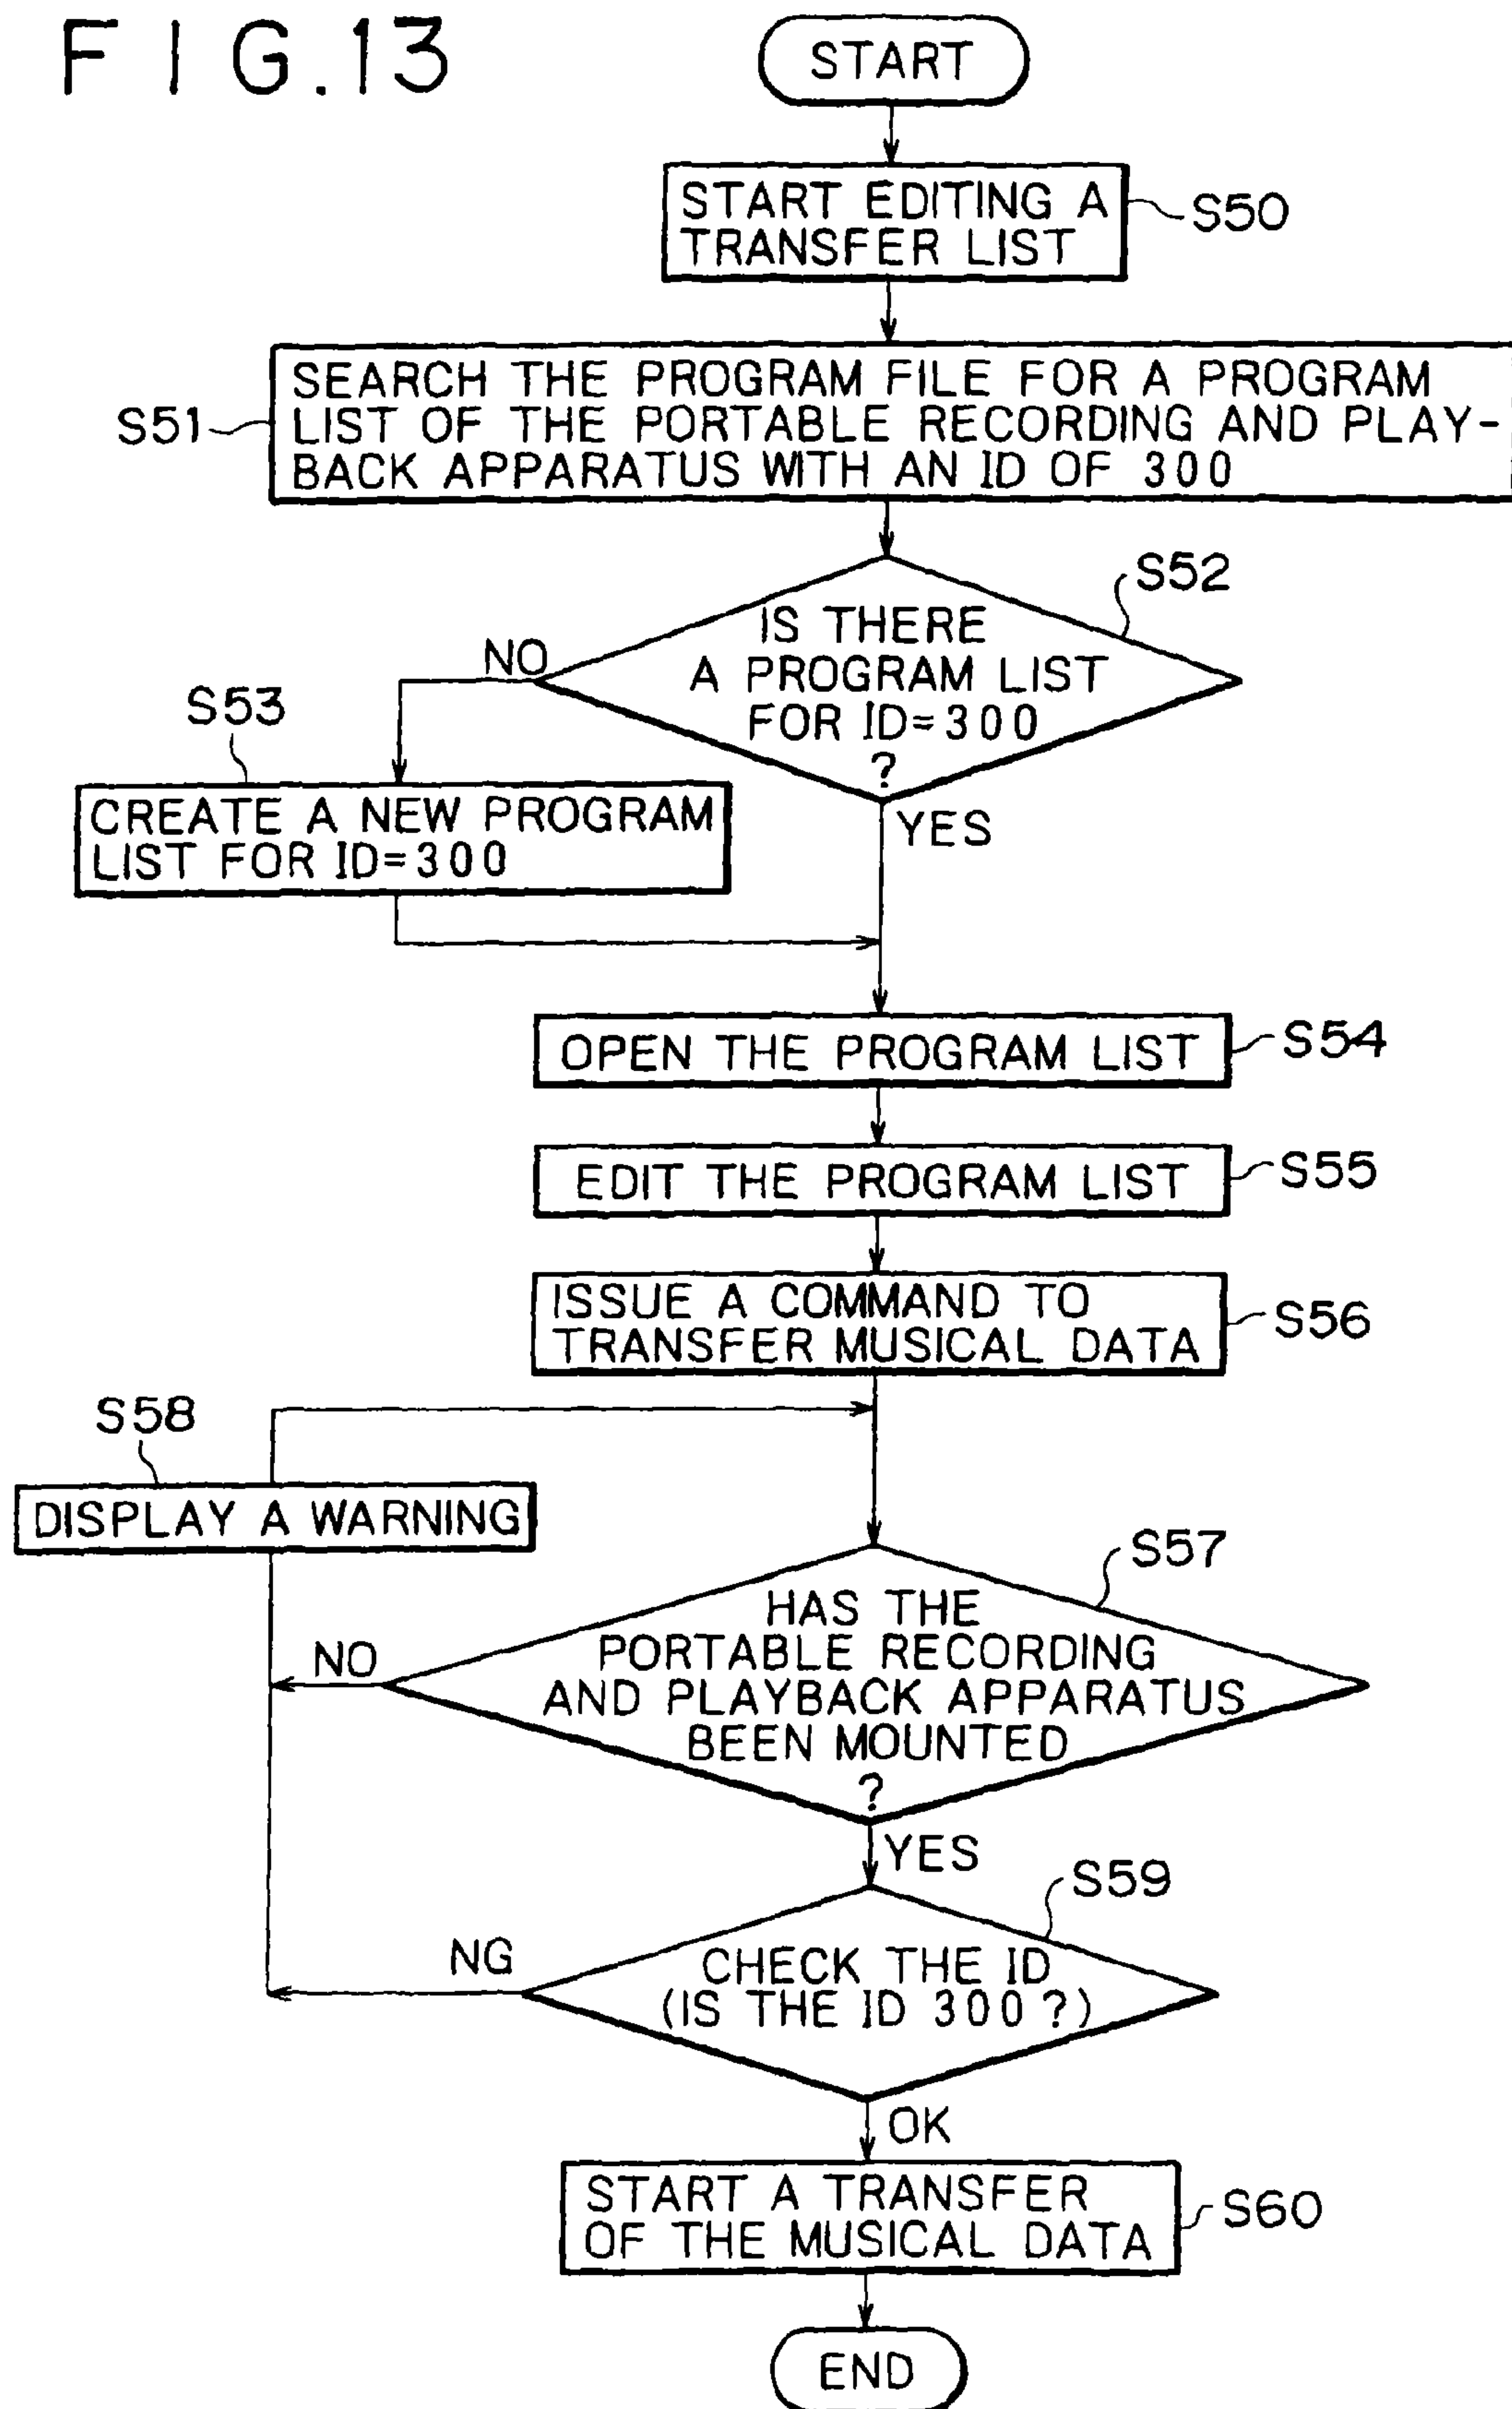 FIG.13
START
START EDITING A
TRANSFER LIST
S50
SEARCH THE PROGRAM FILE FOR A PROGRAM
LIST OF THE PORTABLE RECORDING AND PLAY-
BACK APPARATUS WITH AN ID OF 300
S51
S52
IS THERE
A PROGRAM LIST
FOR ID=300
?
NO
YES
S53
CREATE A NEW PROGRAM
LIST FOR ID=300
OPEN THE PROGRAM LIST
S54
EDIT THE PROGRAM LIST
S55
ISSUE A COMMAND TO
TRANSFER MUSICAL DATA
S56
S58
DISPLAY A WARNING
S57
HAS THE
PORTABLE RECORDING
AND PLAYBACK APPARATUS
BEEN MOUNTED
?
NO
YES
S59
CHECK THE ID
(IS THE ID 300?)
NG
OK
START A TRANSFER
OF THE MUSICAL DATA
S60
END